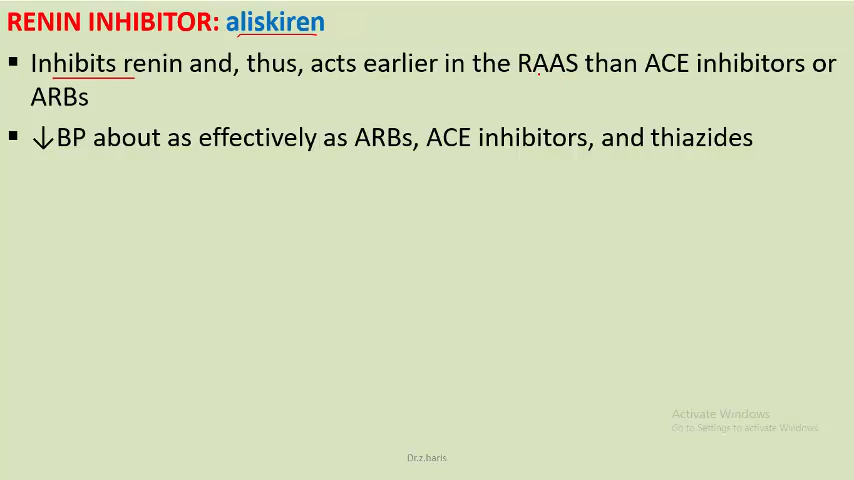 RENIN INHIBITOR: aliskiren
▪ Inhibits renin and, thus, acts earlier in the RAAS than ACE inhibitors or
ARBs
▪ ↓BP about as effectively as ARBs, ACE inhibitors, and thiazides
Activate Windows
Go to Settings to activate Windows.
Dr.z.haris